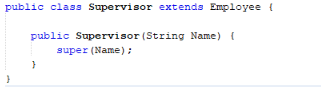 public class Supervisor extends Employee {
public Supervisor(String Name) {
super(Name);
}
}